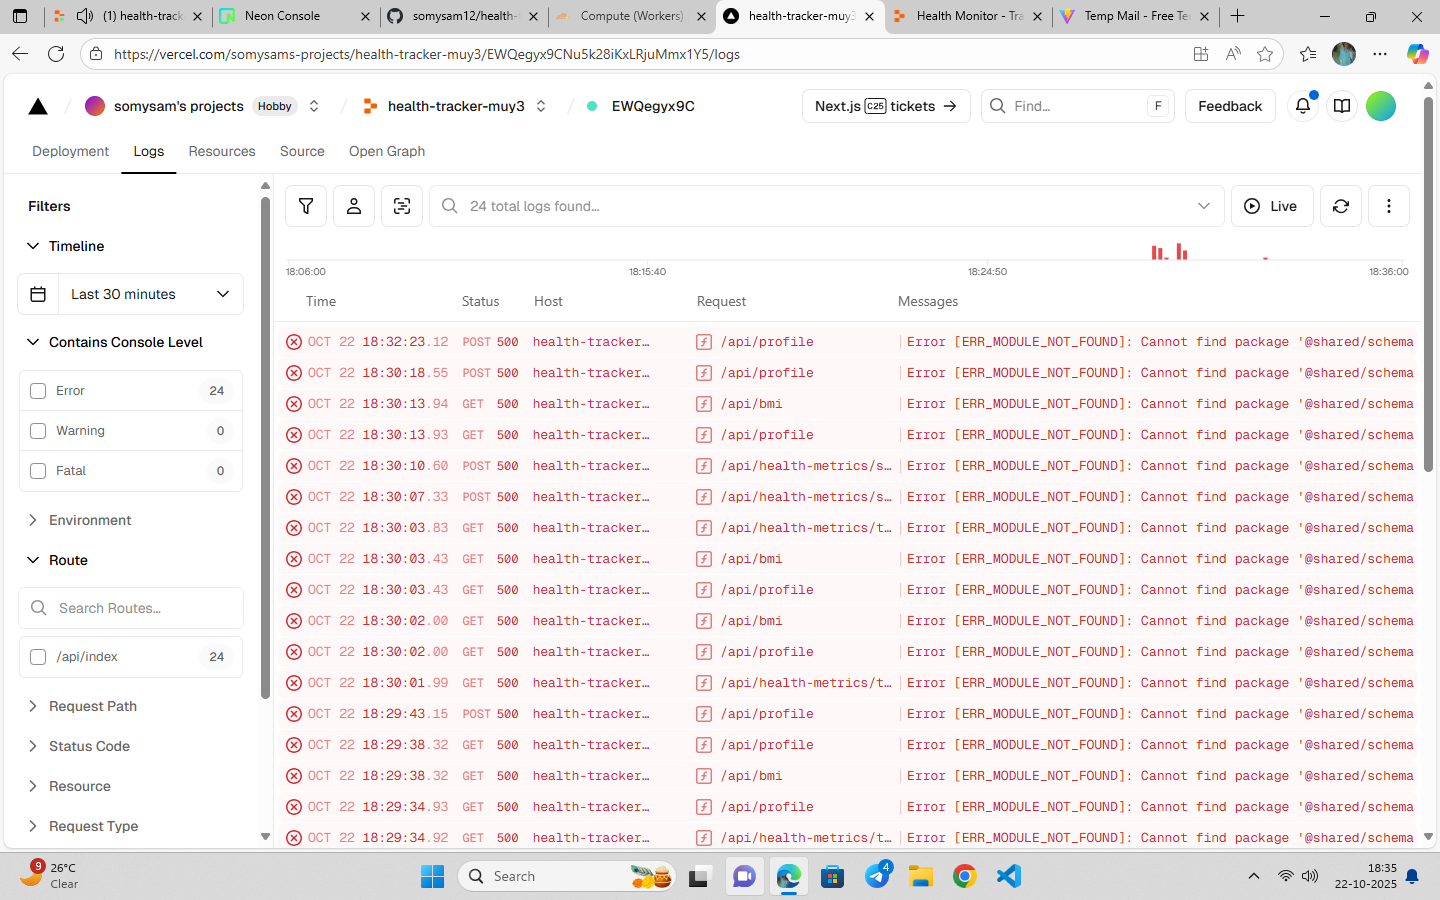 (1) health-track
Neon Console
somysam12/health-t
Compute (Workers)
health-tracker-muy3
Health Monitor - Tra
Temp Mail - Free Te
https://vercel.com/somysams-projects/health-tracker-muy3/EWQegyx9CNu5k28iKxLRjuMmx1Y5/logs
somysam's projects Hobby
health-tracker-muy3
EWQegyx9C
Next.js C25 tickets →
Find... F
Feedback
Deployment Logs Resources Source Open Graph
Filters
Timeline
Last 30 minutes
Contains Console Level
Error 24
Warning 0
Fatal 0
Environment
Route
Search Routes...
/api/index 24
Request Path
Status Code
Resource
Request Type
24 total logs found...
Live
18:06:00 18:15:40 18:24:50 18:36:00
Time Status Host Request Messages
OCT 22 18:32:23.12 POST 500 health-tracker… /api/profile Error [ERR_MODULE_NOT_FOUND]: Cannot find package '@shared/schema
OCT 22 18:30:18.55 POST 500 health-tracker… /api/profile Error [ERR_MODULE_NOT_FOUND]: Cannot find package '@shared/schema
OCT 22 18:30:13.94 GET 500 health-tracker… /api/bmi Error [ERR_MODULE_NOT_FOUND]: Cannot find package '@shared/schema
OCT 22 18:30:13.93 GET 500 health-tracker… /api/profile Error [ERR_MODULE_NOT_FOUND]: Cannot find package '@shared/schema
OCT 22 18:30:10.60 POST 500 health-tracker… /api/health-metrics/s… Error [ERR_MODULE_NOT_FOUND]: Cannot find package '@shared/schema
OCT 22 18:30:07.33 POST 500 health-tracker… /api/health-metrics/s… Error [ERR_MODULE_NOT_FOUND]: Cannot find package '@shared/schema
OCT 22 18:30:03.83 GET 500 health-tracker… /api/health-metrics/t… Error [ERR_MODULE_NOT_FOUND]: Cannot find package '@shared/schema
OCT 22 18:30:03.43 GET 500 health-tracker… /api/bmi Error [ERR_MODULE_NOT_FOUND]: Cannot find package '@shared/schema
OCT 22 18:30:03.43 GET 500 health-tracker… /api/profile Error [ERR_MODULE_NOT_FOUND]: Cannot find package '@shared/schema
OCT 22 18:30:02.00 GET 500 health-tracker… /api/bmi Error [ERR_MODULE_NOT_FOUND]: Cannot find package '@shared/schema
OCT 22 18:30:02.00 GET 500 health-tracker… /api/profile Error [ERR_MODULE_NOT_FOUND]: Cannot find package '@shared/schema
OCT 22 18:30:01.99 GET 500 health-tracker… /api/health-metrics/t… Error [ERR_MODULE_NOT_FOUND]: Cannot find package '@shared/schema
OCT 22 18:29:43.15 POST 500 health-tracker… /api/profile Error [ERR_MODULE_NOT_FOUND]: Cannot find package '@shared/schema
OCT 22 18:29:38.32 GET 500 health-tracker… /api/profile Error [ERR_MODULE_NOT_FOUND]: Cannot find package '@shared/schema
OCT 22 18:29:38.32 GET 500 health-tracker… /api/bmi Error [ERR_MODULE_NOT_FOUND]: Cannot find package '@shared/schema
OCT 22 18:29:34.93 GET 500 health-tracker… /api/profile Error [ERR_MODULE_NOT_FOUND]: Cannot find package '@shared/schema
OCT 22 18:29:34.92 GET 500 health-tracker… /api/health-metrics/t… Error [ERR_MODULE_NOT_FOUND]: Cannot find package '@shared/schema
9
26°C
Clear
Search
4
18:35
22-10-2025